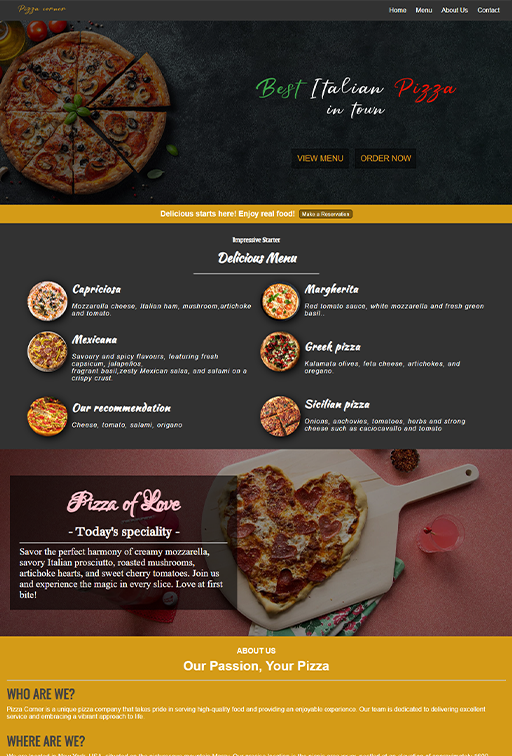 Pizza corner
Home Menu About Us Contact
Best Italian Pizza
in town
VIEW MENU ORDER NOW
Delicious starts here! Enjoy real food! Make a Reservation
Impressive Starter
Delicious Menu
Capriciosa
Mozzarella cheese, Italian ham, mushroom,artichoke
and tomato.
Margherita
Red tomato sauce, white mozzarella and fresh green
basil..
Mexicana
Savoury and spicy flavours, featuring fresh
capsicum, jalapeños,
fragrant basil,zesty Mexican salsa, and salami on a
crispy crust.
Greek pizza
Kalamata olives, feta cheese, artichokes, and
oregano.
Our recommendation
Cheese, tomato, salami, origano
Sicilian pizza
Onions, anchovies, tomatoes, herbs and strong
cheese such as caciocavallo and tomato
Pizza of Love
- Today's speciality -
Savor the perfect harmony of creamy mozzarella,
savory Italian prosciutto, roasted mushrooms,
artichoke hearts, and sweet cherry tomatoes. Join us
and experience the magic in every slice. Love at first
bite!
ABOUT US
Our Passion, Your Pizza
WHO ARE WE?
Pizza Corner is a unique pizza company that takes pride in serving high-quality food and providing an enjoyable experience. Our team is dedicated to delivering excellent
service and embracing a vibrant approach to life.
WHERE ARE WE?